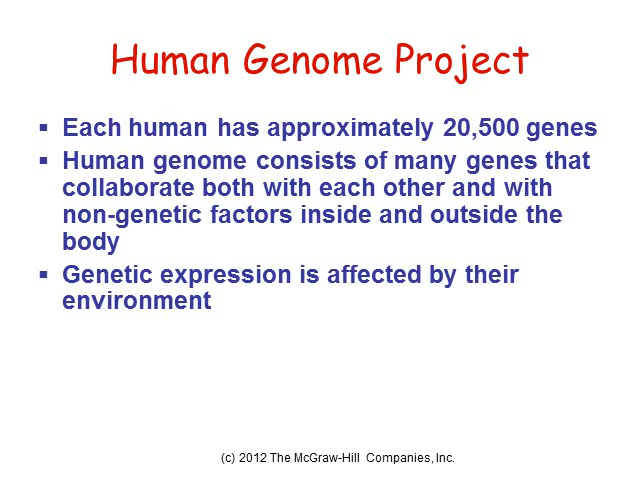 Human Genome Project
▪ Each human has approximately 20,500 genes
▪ Human genome consists of many genes that
collaborate both with each other and with
non-genetic factors inside and outside the
body
▪ Genetic expression is affected by their
environment
(c) 2012 The McGraw-Hill Companies, Inc.